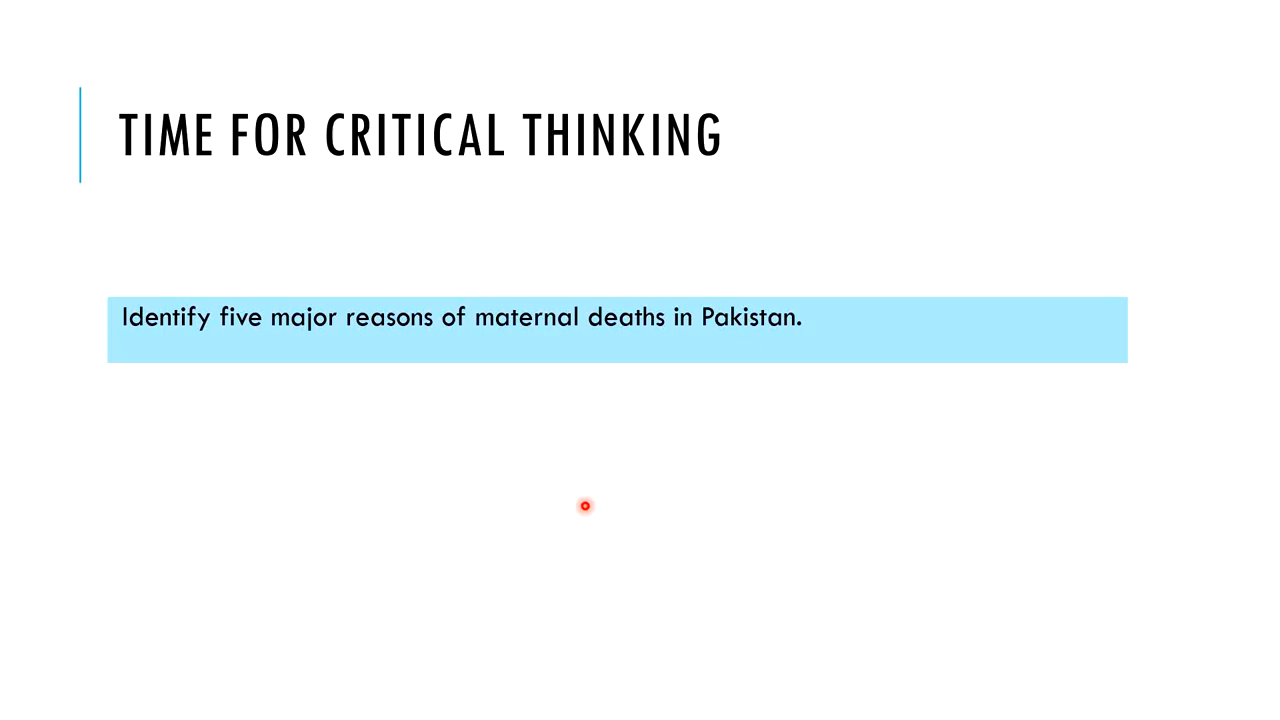 TIME FOR CRITICAL THINKING
Identify five major reasons of maternal deaths in Pakistan.